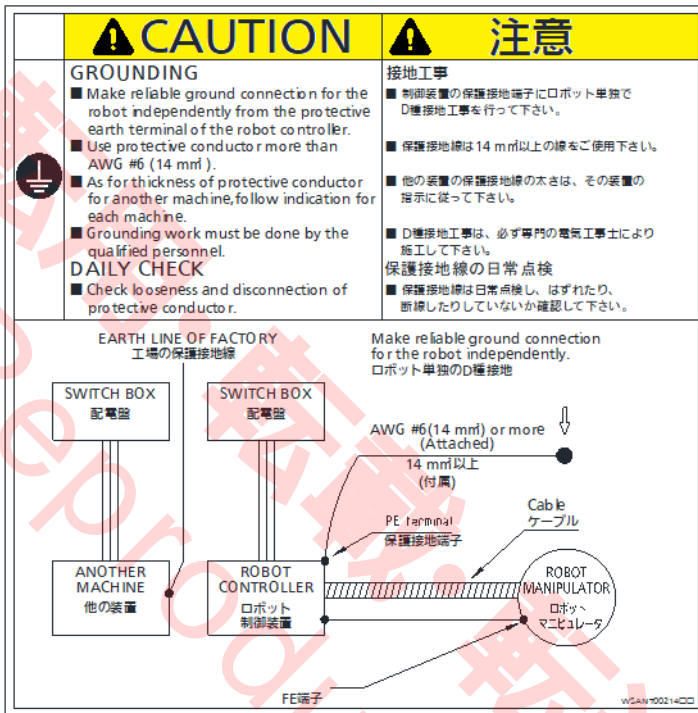 CAUTION
注意
GROUNDING
■ Make reliable ground connection for the
robot independently from the protective
earth terminal of the robot controller.
■ Use protective conductor more than
AWG #6 (14 ㎟).
■ As for thickness of protective conductor
for another machine,follow indication for
each machine.
■ Grounding work must be done by the
qualified personnel.
DAILY CHECK
■ Check looseness and disconnection of
protective conductor.
接地工事
■ 制御装置の保護接地端子にロボット単独で
D種接地工事を行って下さい。
■ 保護接地線は14 ㎟以上の線をご使用下さい。
■ 他の装置の保護接地線の太さは、その装置の
指示に従って下さい。
■ D種接地工事は、必ず専門の電気工事士により
施工して下さい。
保護接地線の日常点検
■ 保護接地線は日常点検し、はずれたり、
断線したりしていないか確認して下さい。
EARTH LINE OF FACTORY
工場の保護接地線
Make reliable ground connection
for the robot independently.
ロボット単独のD種接地
SWITCH BOX
配電盤
SWITCH BOX
配電盤
AWG #6(14 ㎟) or more
(Attached)
14 ㎟以上
(付属)
PE terminal
保護接地端子
Cable
ケーブル
ANOTHER
MACHINE
他の装置
ROBOT
CONTROLLER
ロボット
制御装置
ROBOT
MANIPULATOR
ロボット
マニピュレータ
FE端子
転用・転載
転載・転